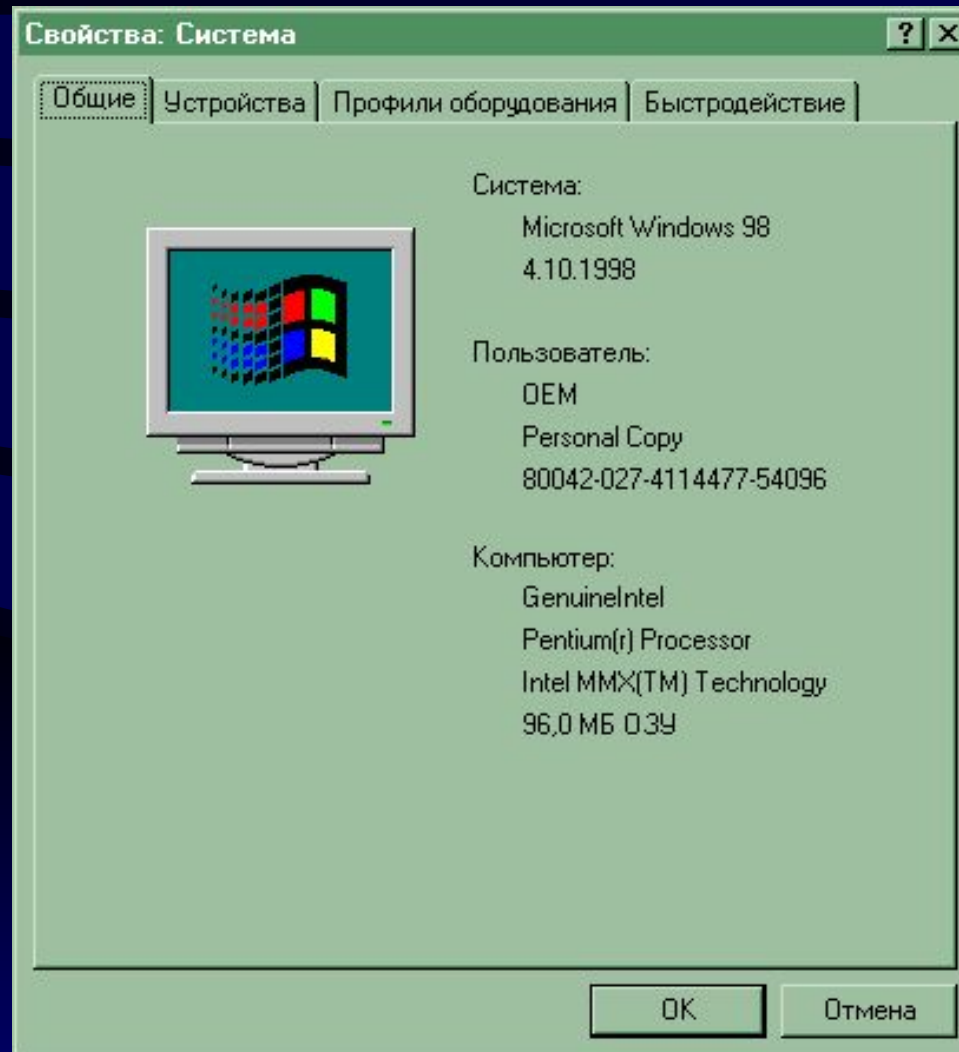 Свойства: Система
Общие Устройства Профили оборудования Быстродействие
Система:
Microsoft Windows 98
4.10.1998
Пользователь:
OEM
Personal Copy
80042-027-4114477-54096
Компьютер:
GenuineIntel
Pentium(r) Processor
Intel MMX(TM) Technology
96,0 МБ ОЗУ
OK Отмена